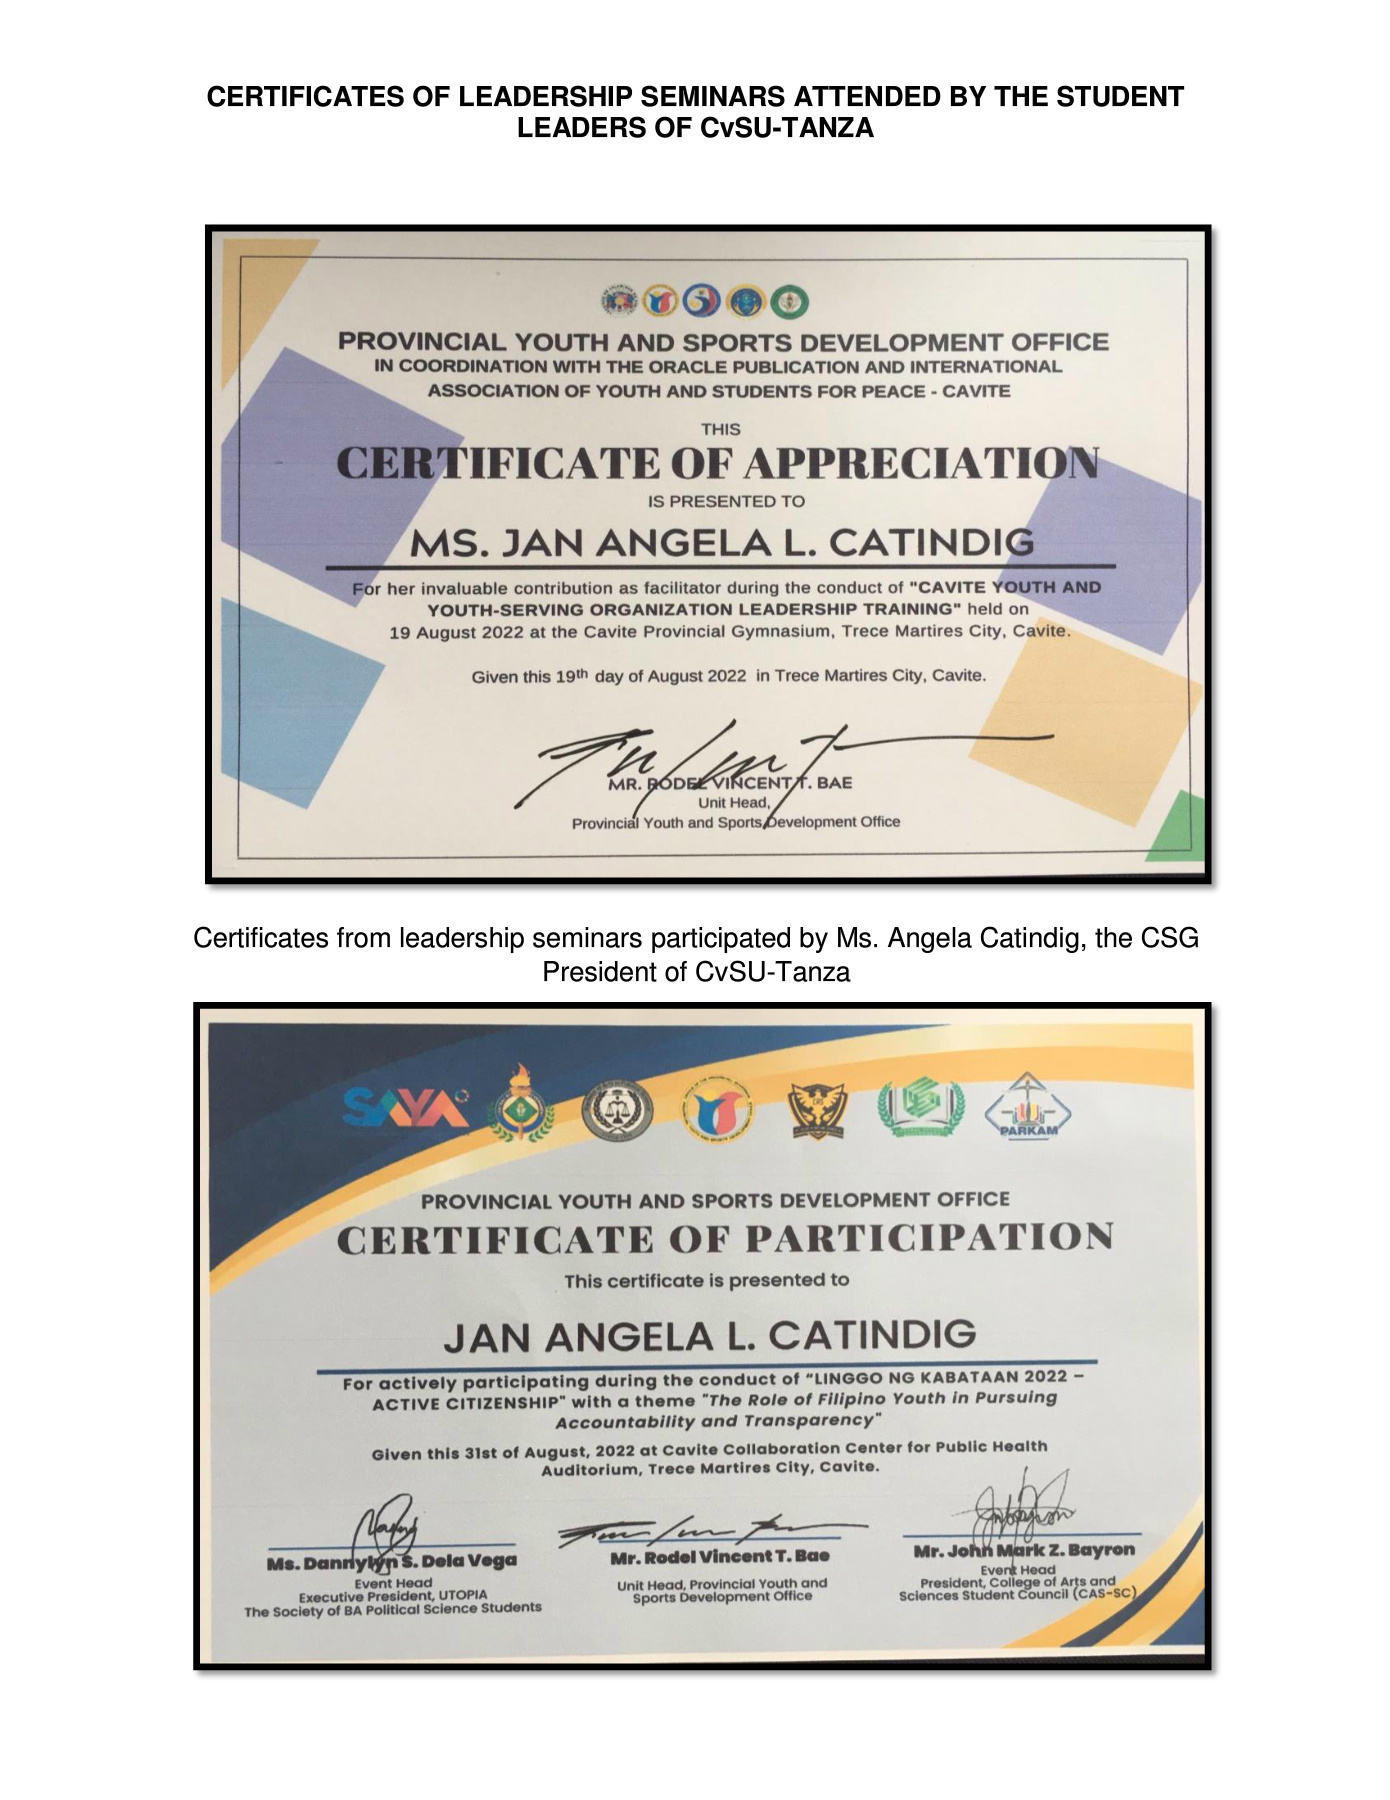 CERTIFICATES OF LEADERSHIP SEMINARS ATTENDED BY THE STUDENT
LEADERS OF CvSU-TANZA
PROVINCIAL YOUTH AND SPORTS DEVELOPMENT OFFICE
IN COORDINATION WITH THE ORACLE PUBLICATION AND INTERNATIONAL
ASSOCIATION OF YOUTH AND STUDENTS FOR PEACE - CAVITE
THIS
CERTIFICATE OF APPRECIATION
IS PRESENTED TO
MS. JAN ANGELA L. CATINDIG
For her invaluable contribution as facilitator during the conduct of "CAVITE YOUTH AND
YOUTH-SERVING ORGANIZATION LEADERSHIP TRAINING" held on
19 August 2022 at the Cavite Provincial Gymnasium, Trece Martires City, Cavite.
Given this 19th day of August 2022 in Trece Martires City, Cavite.
MR. RODEL VINCENT T. BAE
Unit Head,
Provincial Youth and Sports Development Office
Certificates from leadership seminars participated by Ms. Angela Catindig, the CSG
President of CvSU-Tanza
SAYA
PARKAM
PROVINCIAL YOUTH AND SPORTS DEVELOPMENT OFFICE
CERTIFICATE OF PARTICIPATION
This certificate is presented to
JAN ANGELA L. CATINDIG
For actively participating during the conduct of "LINGGO NG KABATAAN 2022 –
ACTIVE CITIZENSHIP" with a theme "The Role of Filipino Youth in Pursuing
Accountability and Transparency"
Given this 31st of August, 2022 at Cavite Collaboration Center for Public Health
Auditorium, Trece Martires City, Cavite.
Ms. Dannylyn S. Dela Vega
Event Head
Executive President, UTOPIA
The Society of BA Political Science Students
Mr. Rodel Vincent T. Bae
Unit Head, Provincial Youth and
Sports Development Office
Mr. John Mark Z. Bayron
Event Head
President, College of Arts and
Sciences Student Council (CAS-SC)